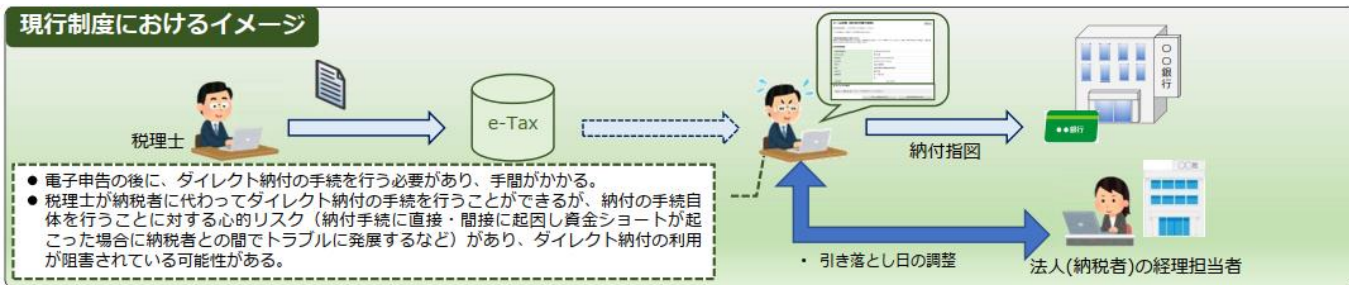 現行制度におけるイメージ
〇〇銀行
●●銀行
税理士
e-Tax
納付指図
● 電子申告の後に、ダイレクト納付の手続を行う必要があり、手間がかかる。
● 税理士が納税者に代わってダイレクト納付の手続を行うことができるが、納付の手続自
体を行うことに対する心的リスク（納付手続に直接・間接に起因し資金ショートが起
こった場合に納税者との間でトラブルに発展するなど）があり、ダイレクト納付の利用
が阻害されている可能性がある。
・ 引き落とし日の調整
法人(納税者)の経理担当者